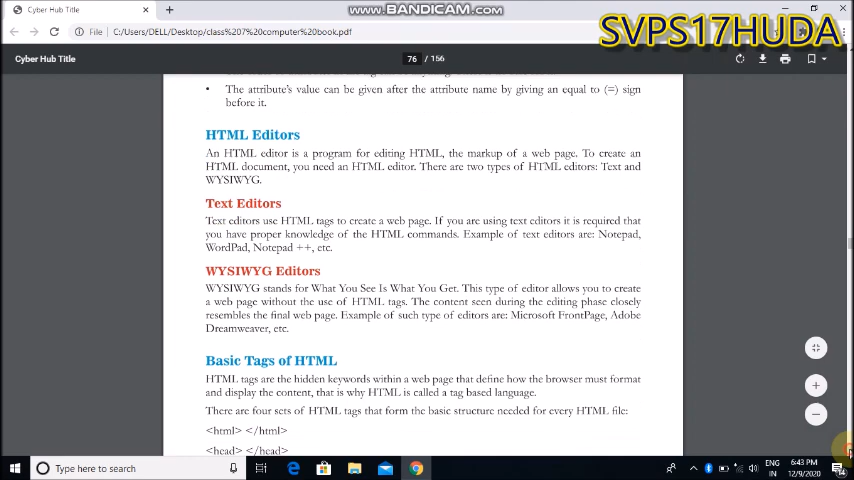 Cyber Hub Title
www.BANDICAM.com
SVPS17HUDA
File
C:/Users/DELL/Desktop/class%207%20computer%20book.pdf
Cyber Hub Title
76 / 156
• The attribute's value can be given after the attribute name by giving an equal to (=) sign
before it.
HTML Editors
An HTML editor is a program for editing HTML, the markup of a web page. To create an
HTML document, you need an HTML editor. There are two types of HTML editors: Text and
WYSIWYG.
Text Editors
Text editors use HTML tags to create a web page. If you are using text editors it is required that
you have proper knowledge of the HTML commands. Example of text editors are: Notepad,
WordPad, Notepad ++, etc.
WYSIWYG Editors
WYSIWYG stands for What You See Is What You Get. This type of editor allows you to create
a web page without the use of HTML tags. The content seen during the editing phase closely
resembles the final web page. Example of such type of editors are: Microsoft FrontPage, Adobe
Dreamweaver, etc.
Basic Tags of HTML
HTML tags are the hidden keywords within a web page that define how the browser must format
and display the content, that is why HTML is called a tag based language.
There are four sets of HTML tags that form the basic structure needed for every HTML file:
<html> </html>
<head> </head>
Type here to search
ENG
IN
6:43 PM
12/9/2020
14